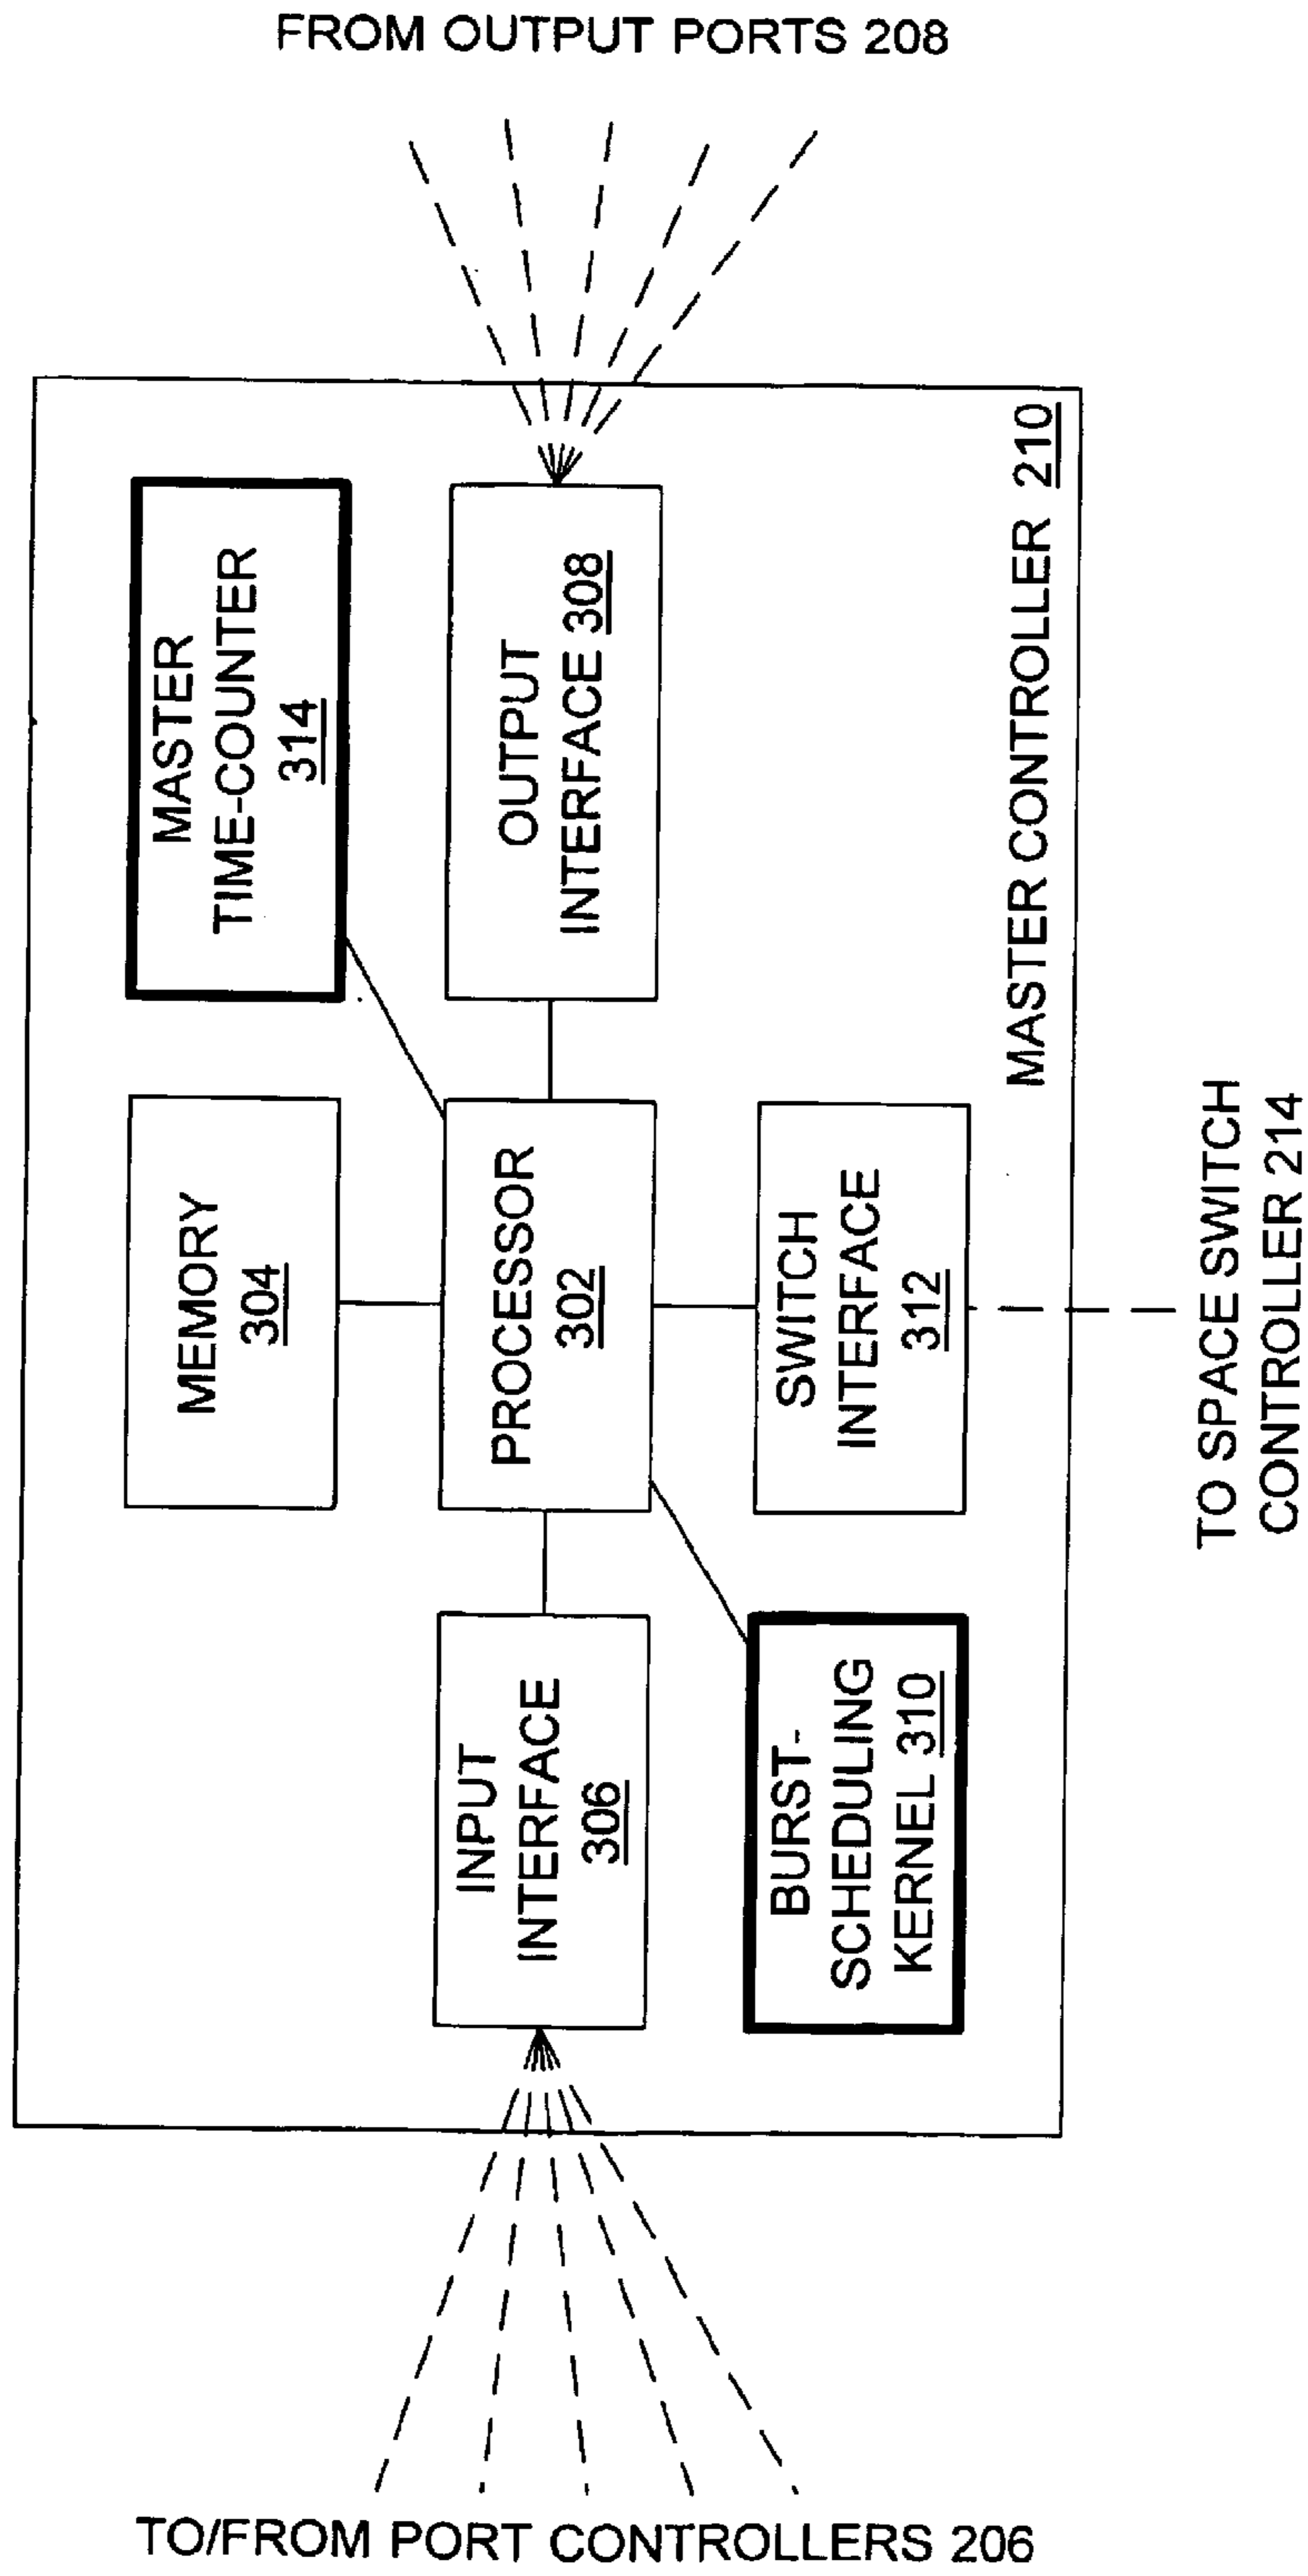 FROM OUTPUT PORTS 208
MASTER
TIME-COUNTER
314
OUTPUT
INTERFACE 308
MASTER CONTROLLER 210
MEMORY
304
PROCESSOR
302
SWITCH
INTERFACE
312
TO SPACE SWITCH
CONTROLLER 214
INPUT
INTERFACE
306
BURST-
SCHEDULING
KERNEL 310
TO/FROM PORT CONTROLLERS 206